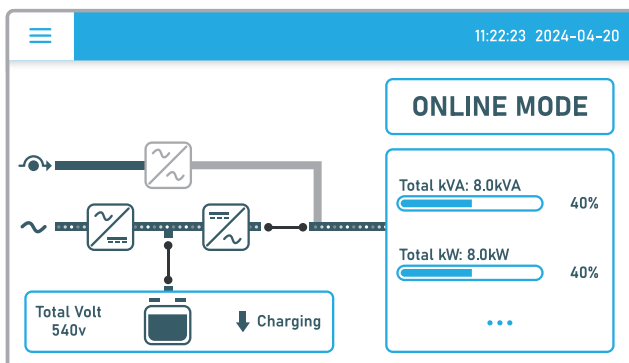 11:22:23 2024-04-20
ONLINE MODE
Total kVA: 8.0kVA
40%
Total kW: 8.0kW
40%
Total Volt
540v
Charging